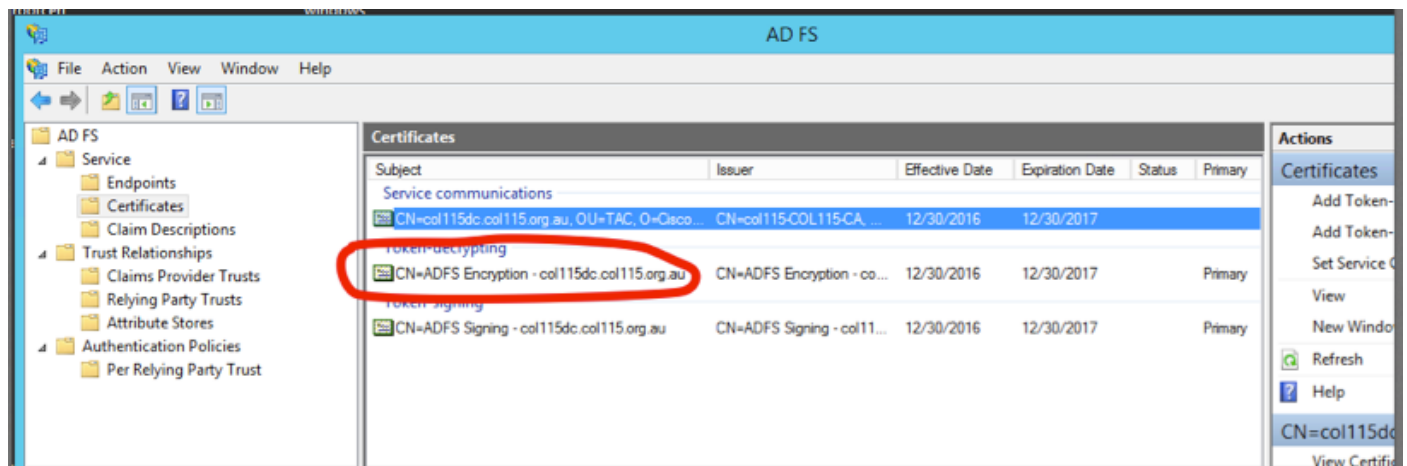 AD FS
File Action View Window Help
AD FS
Service
Endpoints
Certificates
Claim Descriptions
Trust Relationships
Claims Provider Trusts
Relying Party Trusts
Attribute Stores
Authentication Policies
Per Relying Party Trust
Certificates
Subject Issuer Effective Date Expiration Date Status Primary
Service communications
CN=col115dc.col115.org.au, OU=TAC, O=Cisco... CN=col115-COL115-CA, ... 12/30/2016 12/30/2017
Token-decrypting
CN=ADFS Encryption - col115dc.col115.org.au CN=ADFS Encryption - co... 12/30/2016 12/30/2017 Primary
Token-signing
CN=ADFS Signing - col115dc.col115.org.au CN=ADFS Signing - col11... 12/30/2016 12/30/2017 Primary
Actions
Certificates
Add Token-
Add Token-
Set Service
View
New Windo
Refresh
Help
CN=col115dc
View Certifi